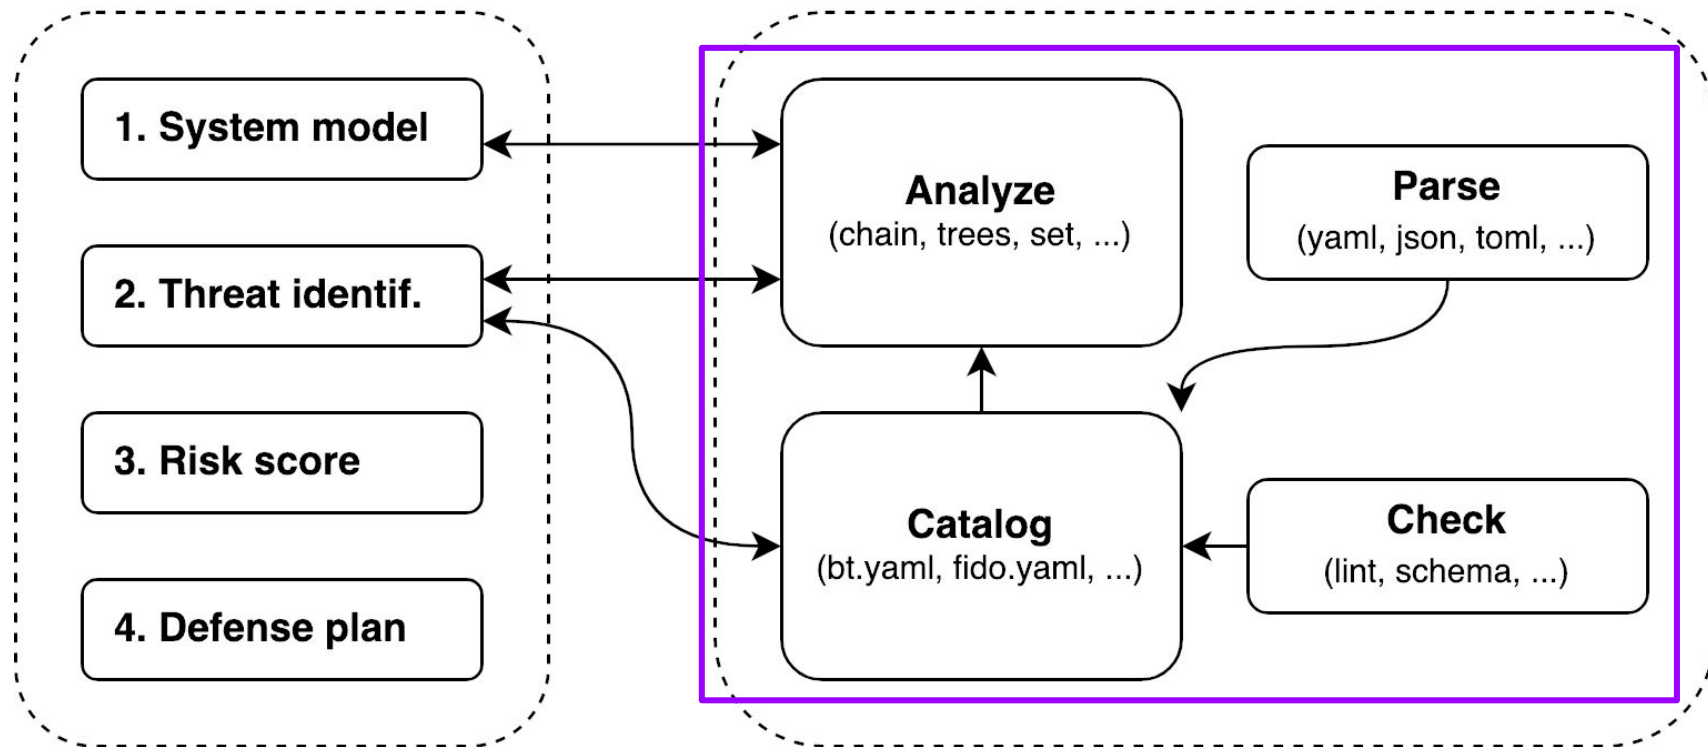 1. System model
2. Threat identif.
3. Risk score
4. Defense plan
Analyze
(chain, trees, set, ...)
Catalog
(bt.yaml, fido.yaml, ...)
Parse
(yaml, json, toml, ...)
Check
(lint, schema, ...)